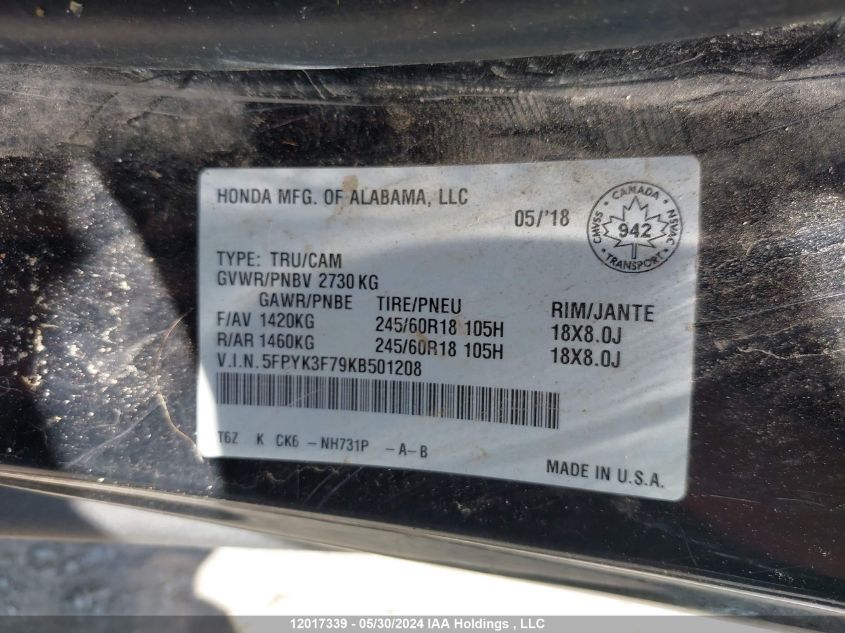 HONDA MFG. OF ALABAMA, LLC
05/'18
CANADA
CMVSS
942
NSVAC
TRANSPORT
TYPE: TRU/CAM
GVWR/PNBV 2730 KG
GAWR/PNBE TIRE/PNEU RIM/JANTE
F/AV 1420KG 245/60R18 105H 18X8.0J
R/AR 1460KG 245/60R18 105H 18X8.0J
V.I.N. 5FPYK3F79KB501208
T6Z K CK6 -NH731P -A-B
MADE IN U.S.A.
12017339 - 05/30/2024 IAA Holdings , LLC